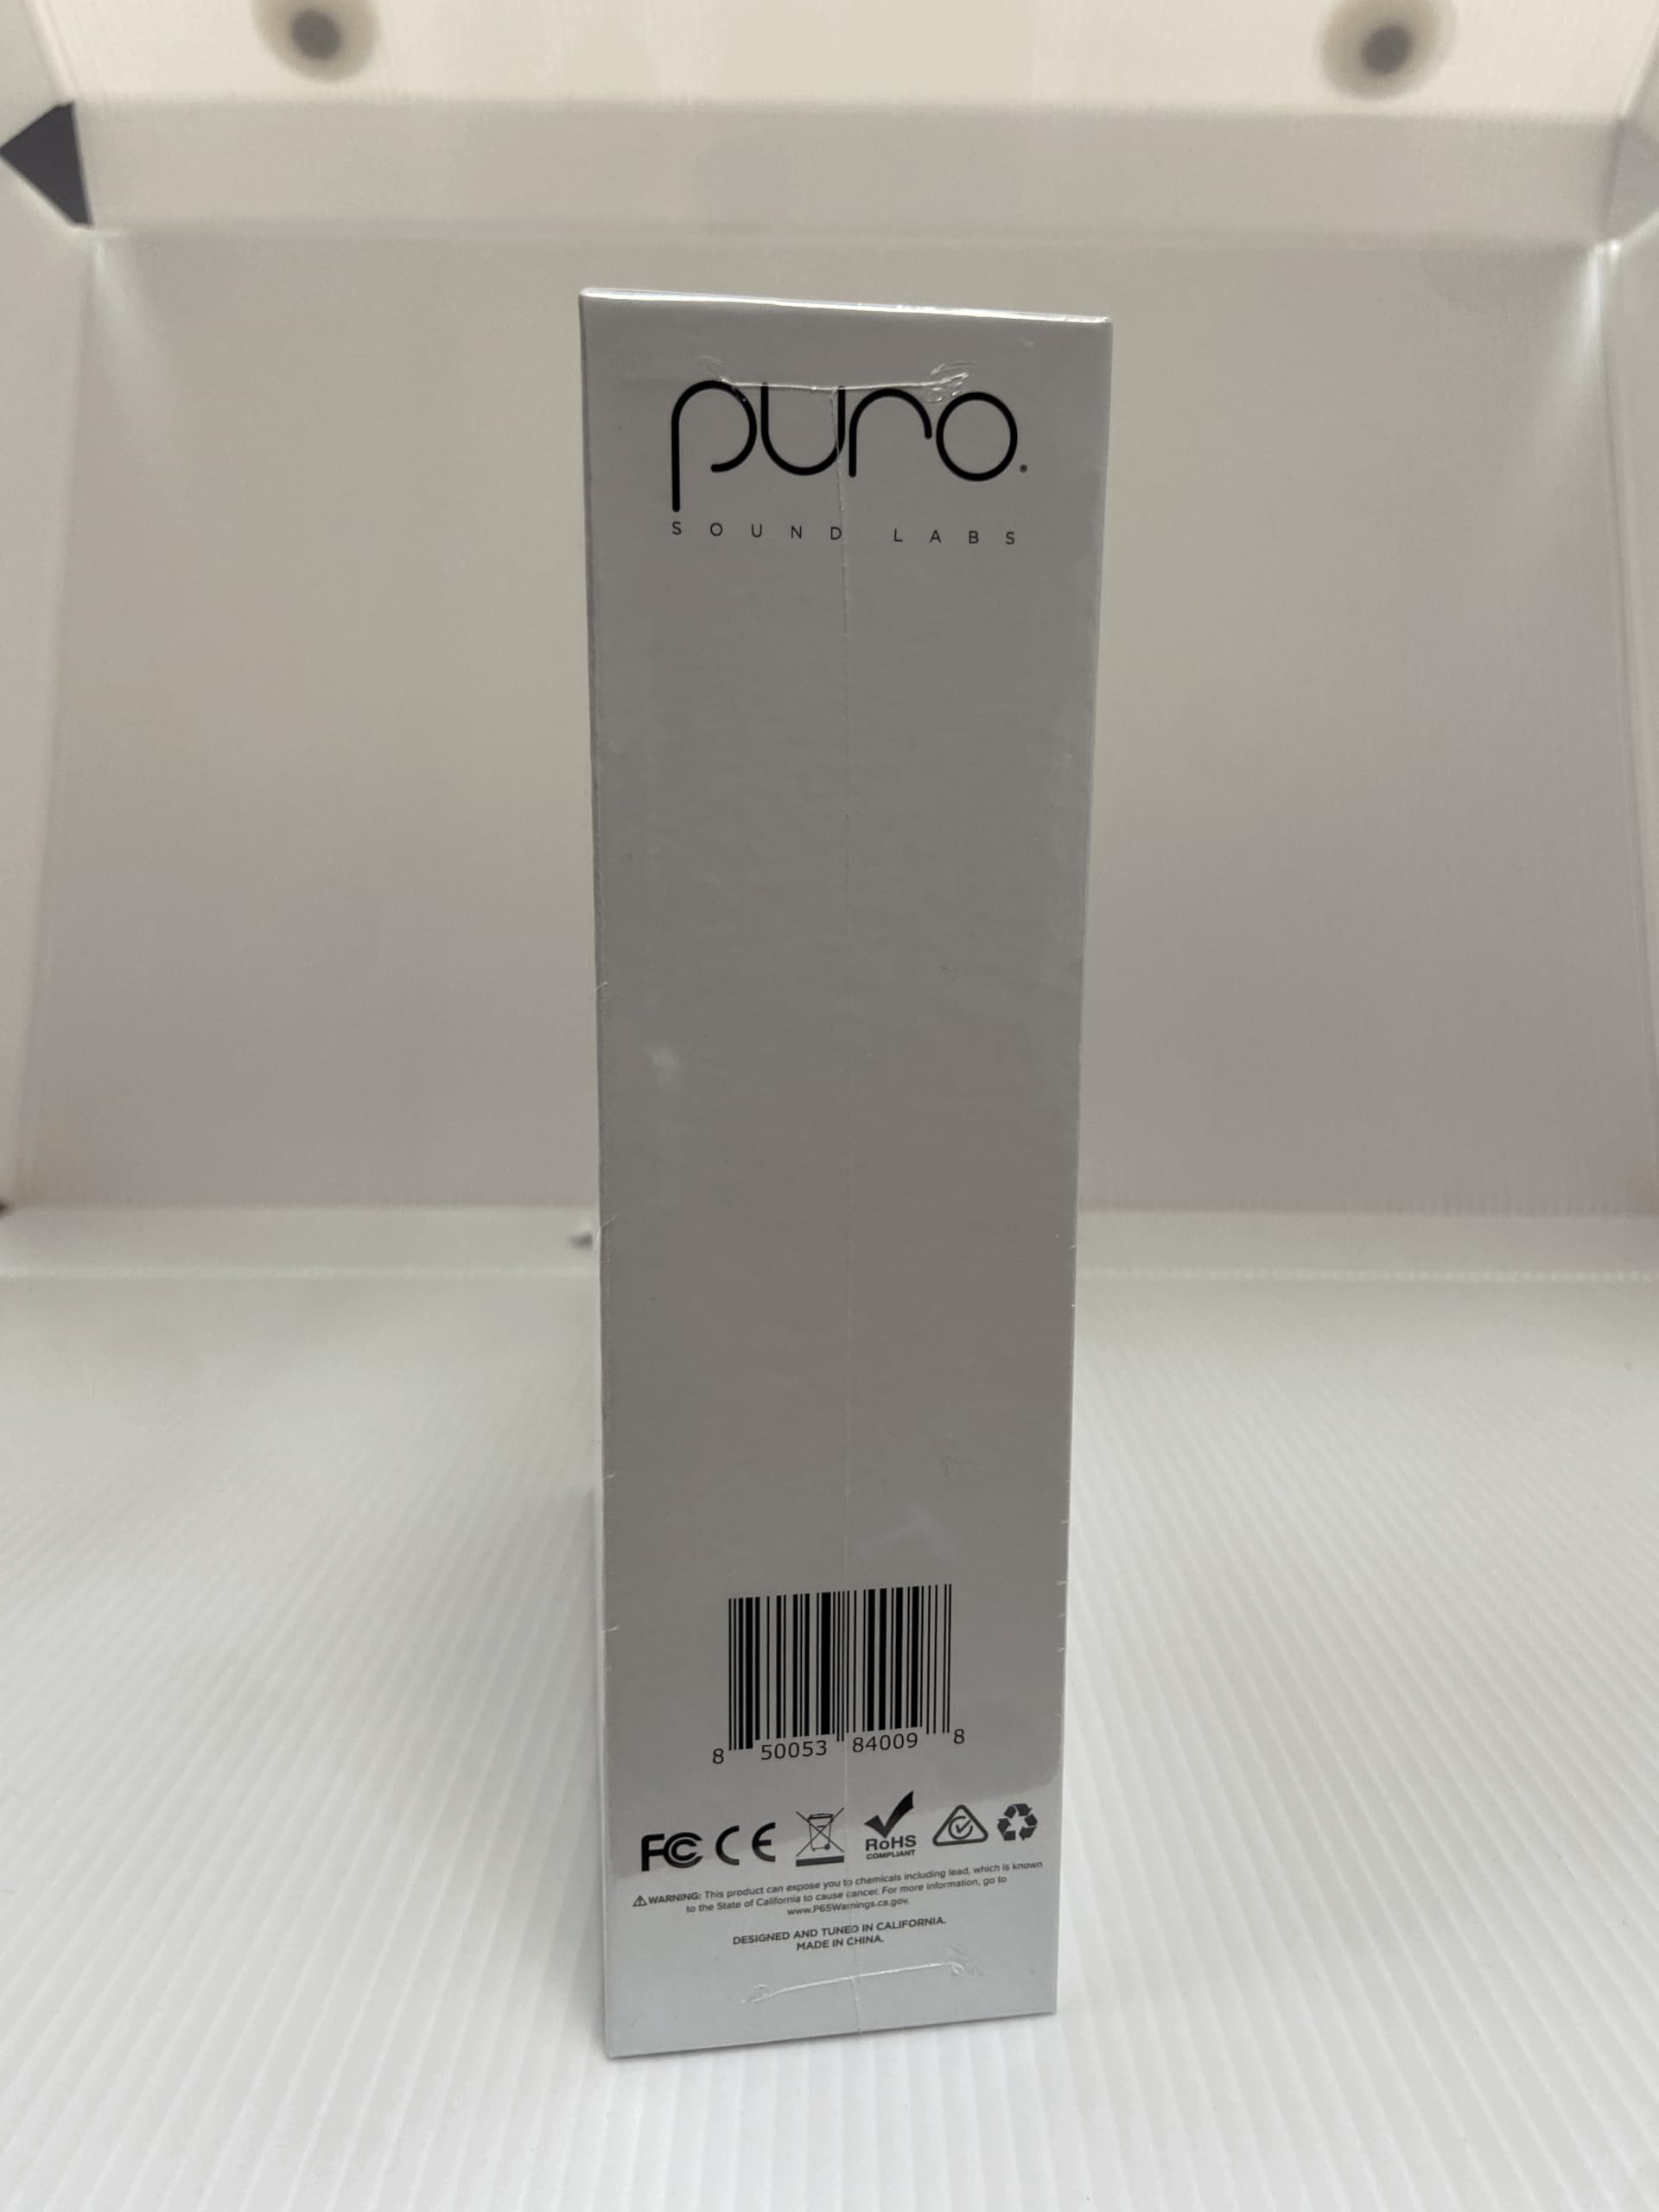 puro.
SOUND LABS
8 50053 84009 8
FC CE RoHS
COMPLIANT
WARNING: This product can expose you to chemicals including lead, which is known
to the State of California to cause cancer. For more information, go to
www.P65Warnings.ca.gov.
DESIGNED AND TUNED IN CALIFORNIA.
MADE IN CHINA.